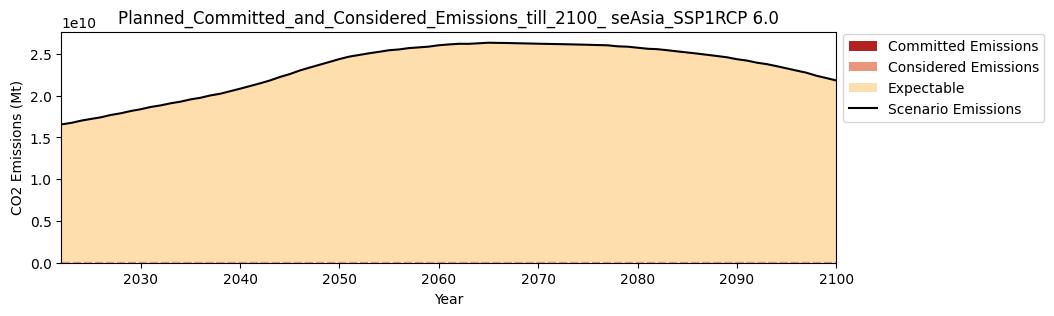 Planned_Committed_and_Considered_Emissions_till_2100_ seAsia_SSP1RCP 6.0
1e10
2.5
2.0
1.5
1.0
0.5
0.0
CO2 Emissions (Mt)
2030 2040 2050 2060 2070 2080 2090 2100
Year
Committed Emissions
Considered Emissions
Expectable
Scenario Emissions